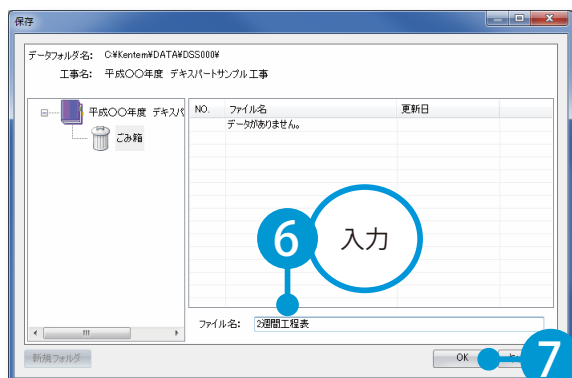 保存
データフォルダ名: C:¥Kentem¥DATA¥DSS000¥
工事名: 平成〇〇年度 デキスパートサンプル工事
平成〇〇年度 デキスパ
NO. ファイル名 更新日
ごみ箱
データがありません。
6 入力
ファイル名: 2週間工程表
新規フォルダ
OK
7